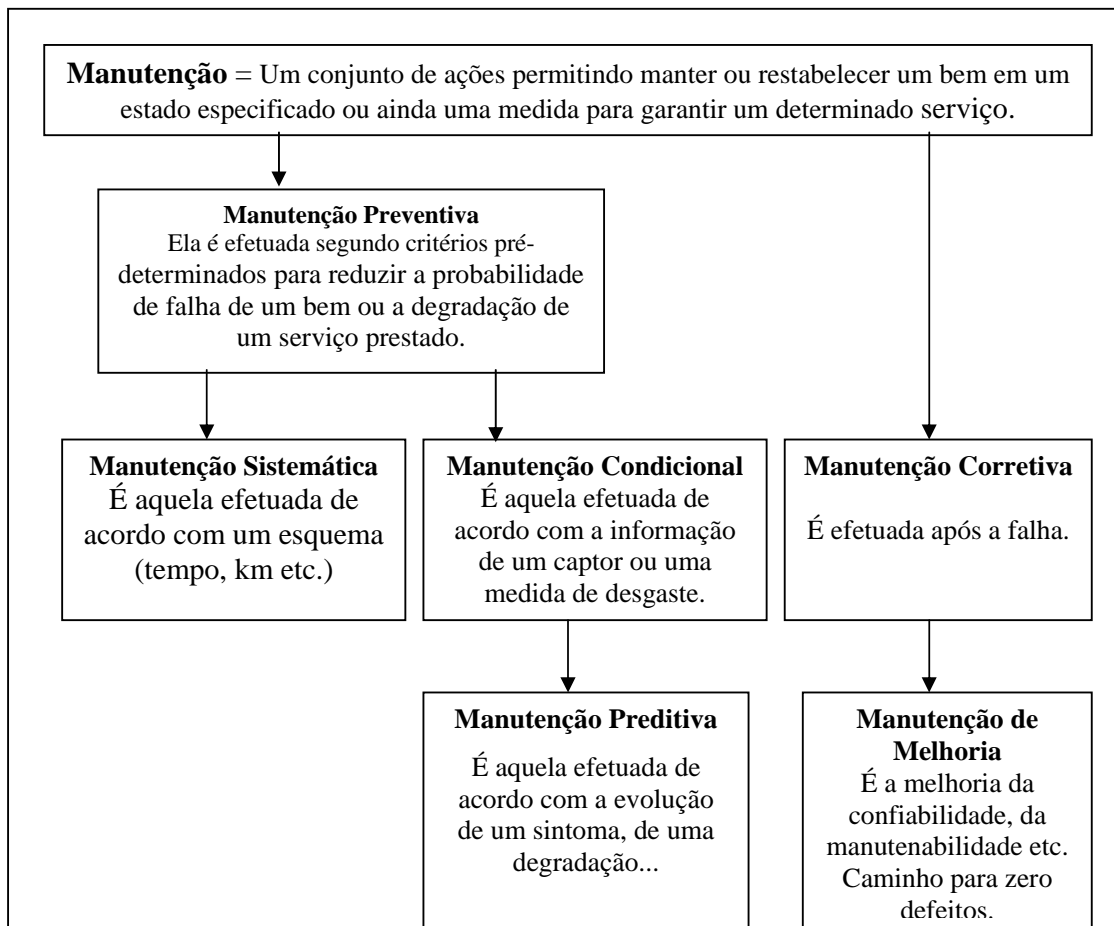 Manutenção = Um conjunto de ações permitindo manter ou restabelecer um bem em um
estado especificado ou ainda uma medida para garantir um determinado serviço.
Manutenção Preventiva
Ela é efetuada segundo critérios pré-
determinados para reduzir a probabilidade
de falha de um bem ou a degradação de
um serviço prestado.
Manutenção Sistemática
É aquela efetuada de
acordo com um esquema
(tempo, km etc.)
Manutenção Condicional
É aquela efetuada de
acordo com a informação
de um captor ou uma
medida de desgaste.
Manutenção Corretiva
É efetuada após a falha.
Manutenção Preditiva
É aquela efetuada de
acordo com a evolução
de um sintoma, de uma
degradação...
Manutenção de
Melhoria
É a melhoria da
confiabilidade, da
manutenabilidade etc.
Caminho para zero
defeitos.